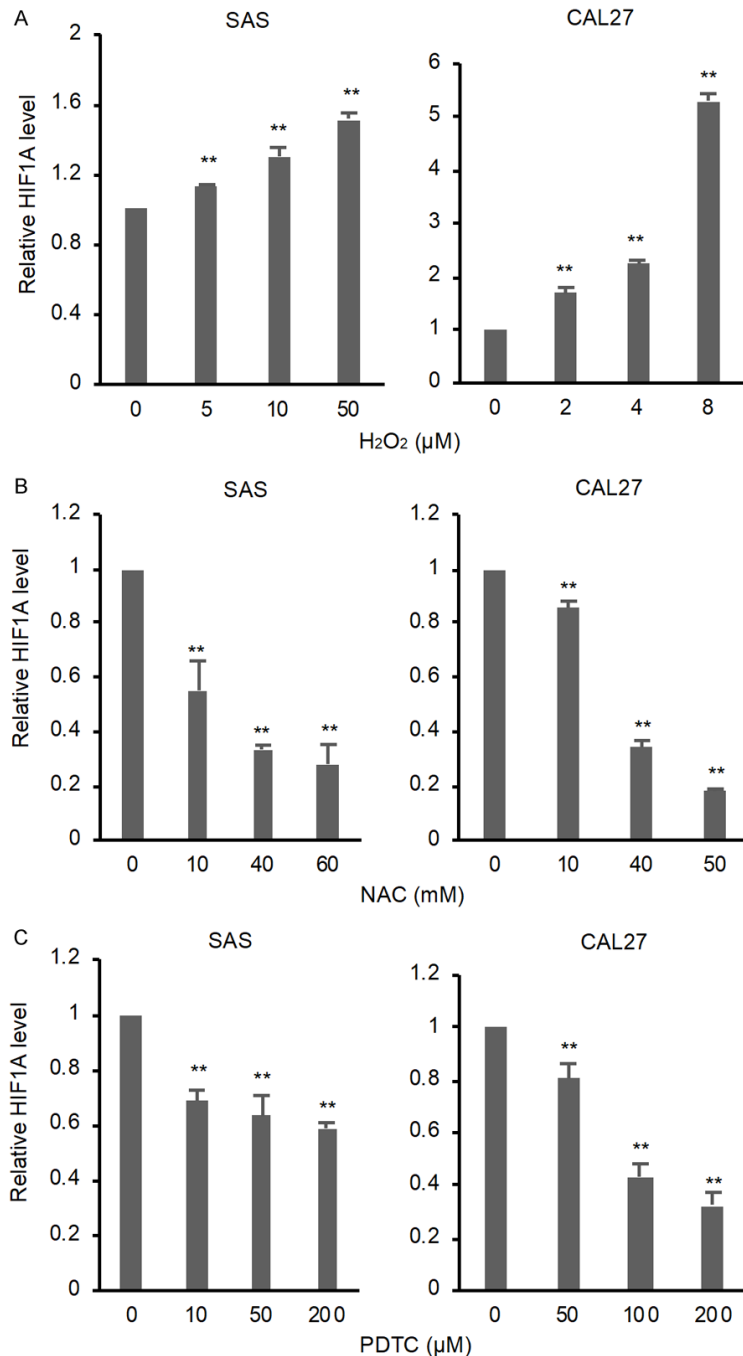 A
SAS
CAL27
Relative HIF1A level
2
1.6
1.2
0.8
0.4
0
** ** **
0 5 10 50
6
5
4
3
2
1
0
** ** **
0 2 4 8
H₂O₂ (µM)
B
SAS
CAL27
Relative HIF1A level
1.2
1
0.8
0.6
0.4
0.2
0
** ** **
0 10 40 60
1.2
1
0.8
0.6
0.4
0.2
0
** ** **
0 10 40 50
NAC (mM)
C
SAS
CAL27
Relative HIF1A level
1.2
1
0.8
0.6
0.4
0.2
0
** ** **
0 10 50 200
1.2
1
0.8
0.6
0.4
0.2
0
** ** **
0 50 100 200
PDTC (µM)